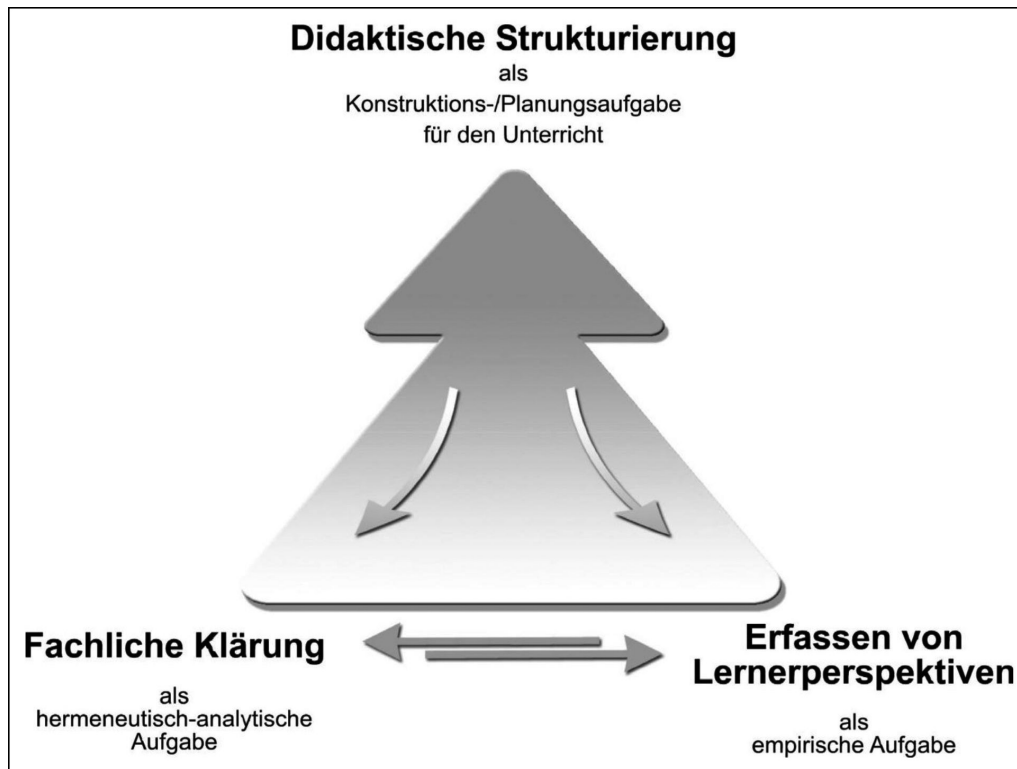 Didaktische Strukturierung
als
Konstruktions-/Planungsaufgabe
für den Unterricht
Fachliche Klärung
als
hermeneutisch-analytische
Aufgabe
Erfassen von
Lernerperspektiven
als
empirische Aufgabe